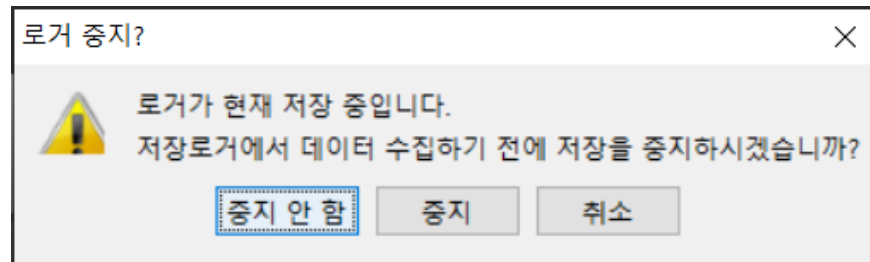 로거 중지?
로거가 현재 저장 중입니다.
저장로거에서 데이터 수집하기 전에 저장을 중지하시겠습니까?
중지 안 함 중지 취소